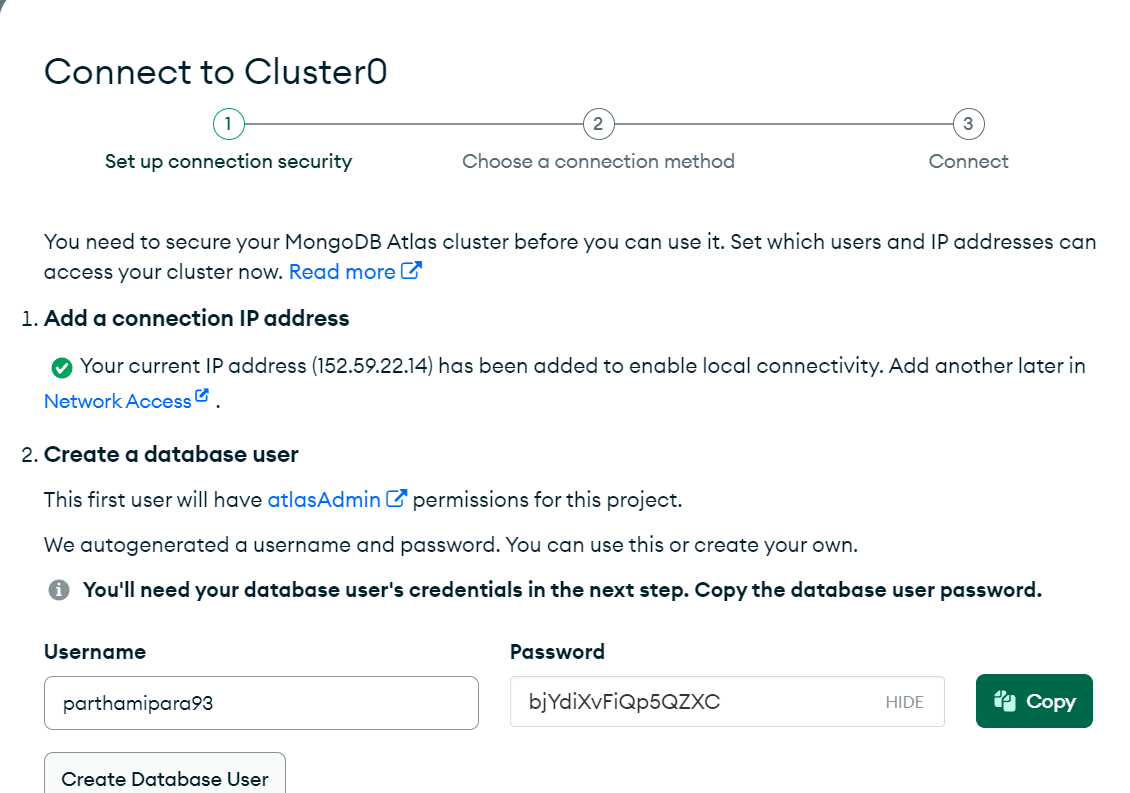 Connect to Cluster0
1
2
3
Set up connection security
Choose a connection method
Connect
You need to secure your MongoDB Atlas cluster before you can use it. Set which users and IP addresses can
access your cluster now. Read more
1. Add a connection IP address
Your current IP address (152.59.22.14) has been added to enable local connectivity. Add another later in
Network Access .
2. Create a database user
This first user will have atlasAdmin permissions for this project.
We autogenerated a username and password. You can use this or create your own.
You'll need your database user's credentials in the next step. Copy the database user password.
Username
Password
parthamipara93
bjYdiXvFiQp5QZXC
HIDE
Copy
Create Database User